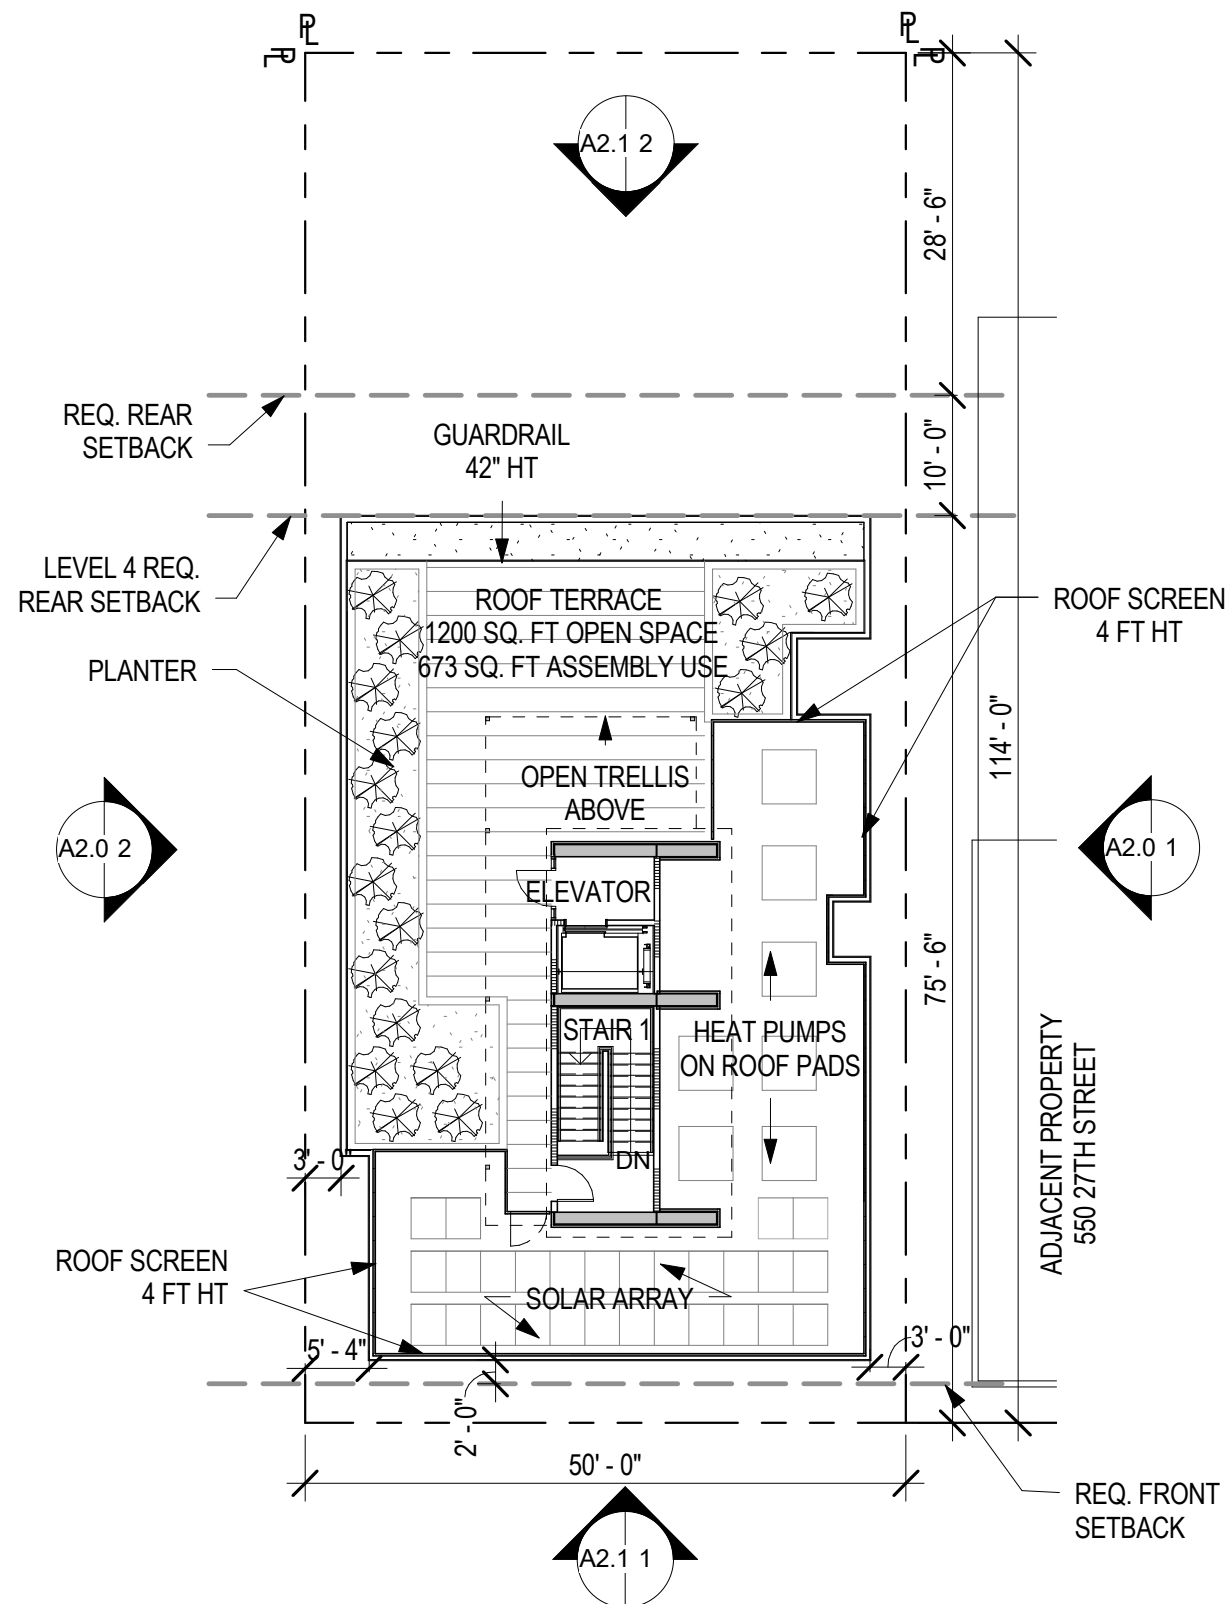 PL
PL
PL
PL
A2.1 2
28' - 6"
REQ. REAR
SETBACK
GUARDRAIL
42" HT
10' - 0"
LEVEL 4 REQ.
REAR SETBACK
ROOF TERRACE
1200 SQ. FT OPEN SPACE
673 SQ. FT ASSEMBLY USE
ROOF SCREEN
4 FT HT
PLANTER
114' - 0"
OPEN TRELLIS
ABOVE
A2.0 2
A2.0 1
ELEVATOR
75' - 6"
STAIR 1
HEAT PUMPS
ON ROOF PADS
ADJACENT PROPERTY
550 27TH STREET
DN
3' - 0
ROOF SCREEN
4 FT HT
SOLAR ARRAY
5' - 4"
3' - 0"
2' - 0"
50' - 0"
REQ. FRONT
SETBACK
A2.1 1